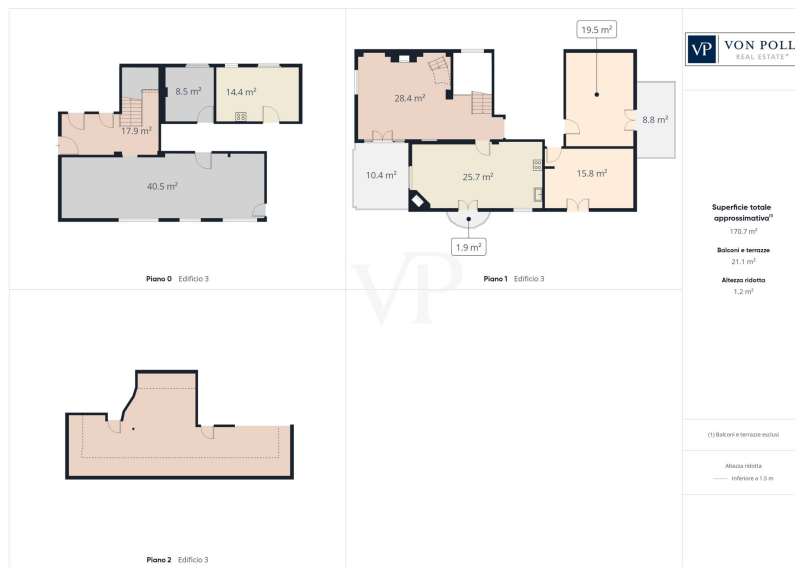 8.5 m²
14.4 m²
17.9 m²
40.5 m²
Piano 0 Edificio 3
19.5 m²
28.4 m²
8.8 m²
10.4 m²
25.7 m²
15.8 m²
1.9 m²
Piano 1 Edificio 3
VP
Piano 2 Edificio 3
VP VON POLL
REAL ESTATE®
Superficie totale
approssimativa⁽¹⁾
170.7 m²
Balconi e terrazze
21.1 m²
Altezza ridotta
1.2 m²
(1) Balconi e terrazze esclusi
Altezza ridotta
Inferiore a 1.5 m